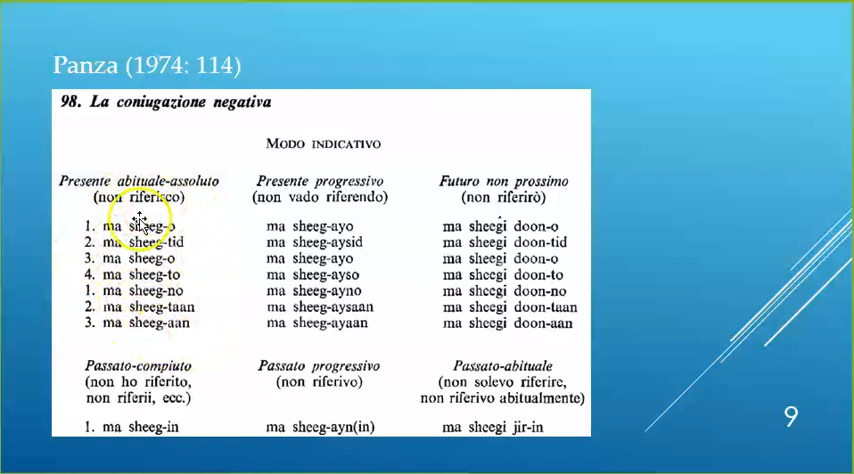 Panza (1974: 114)
98. La coniugazione negativa
MODO INDICATIVO
Presente abituale-assoluto Presente progressivo Futuro non prossimo
(non riferisco) (non vado riferendo) (non riferirò)
1. ma sheeg-o ma sheeg-ayo ma sheegi doon-o
2. ma sheeg-tid ma sheeg-aysid ma sheegi doon-tid
3. ma sheeg-o ma sheeg-ayo ma sheegi doon-o
4. ma sheeg-to ma sheeg-ayso ma sheegi doon-to
1. ma sheeg-no ma sheeg-ayno ma sheegi doon-no
2. ma sheeg-taan ma sheeg-aysaan ma sheegi doon-taan
3. ma sheeg-aan ma sheeg-ayaan ma sheegi doon-aan
Passato-compiuto Passato progressivo Passato-abituale
(non ho riferito, (non riferivo) (non solevo riferire,
non riferii, ecc.) non riferivo abitualmente)
1. ma sheeg-in ma sheeg-ayn(in) ma sheegi jir-in
9